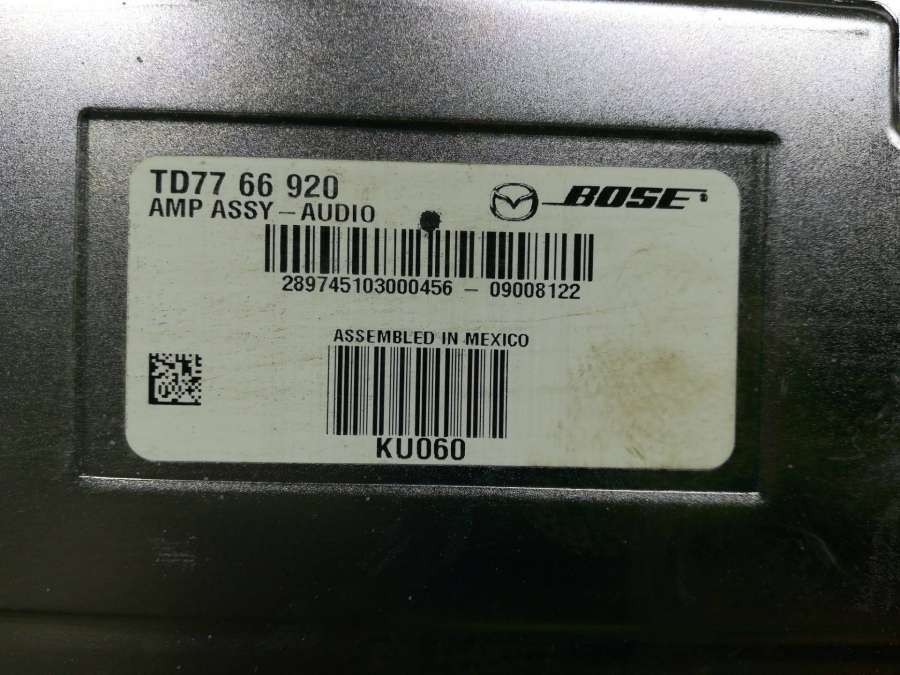 TD77 66 920
AMP ASSY – AUDIO
BOSE
289745103000456 – 09008122
ASSEMBLED IN MEXICO
KU060